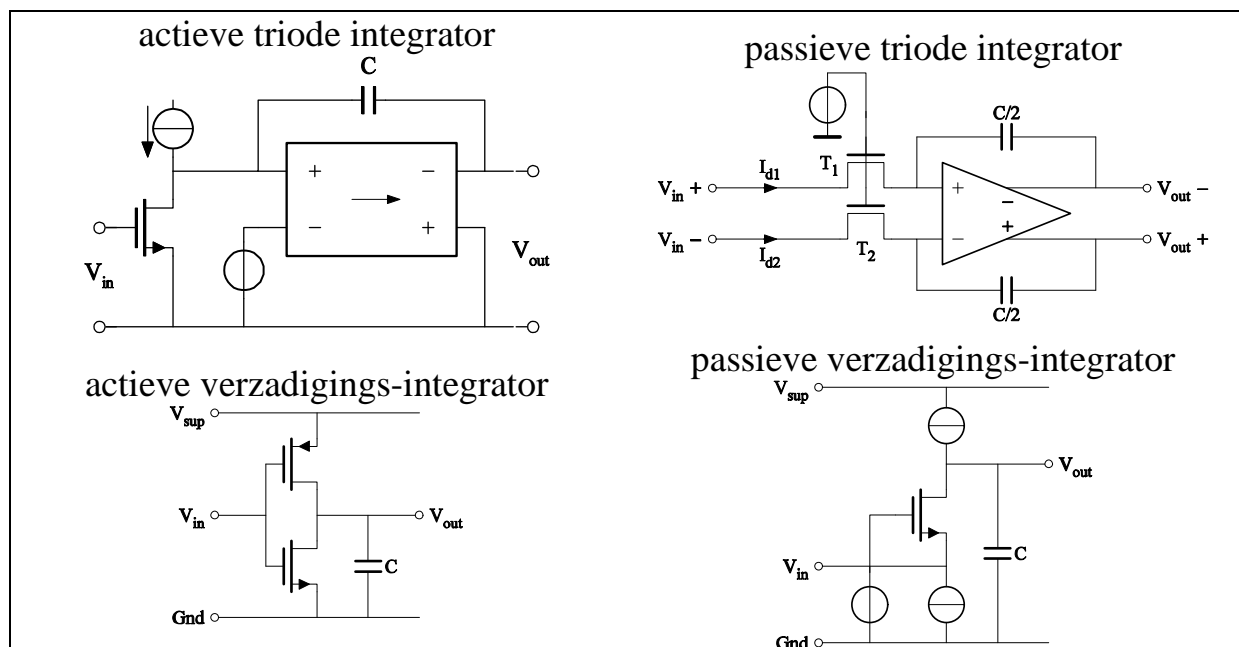 actieve triode integrator
C
+
−
−
+
V_in
V_out
passieve triode integrator
C/2
T_1
I_d1
V_in +
+
−
V_out −
V_in −
−
+
V_out +
I_d2
T_2
C/2
actieve verzadigings-integrator
V_sup
V_in
V_out
C
Gnd
passieve verzadigings-integrator
V_sup
V_out
C
V_in
Gnd